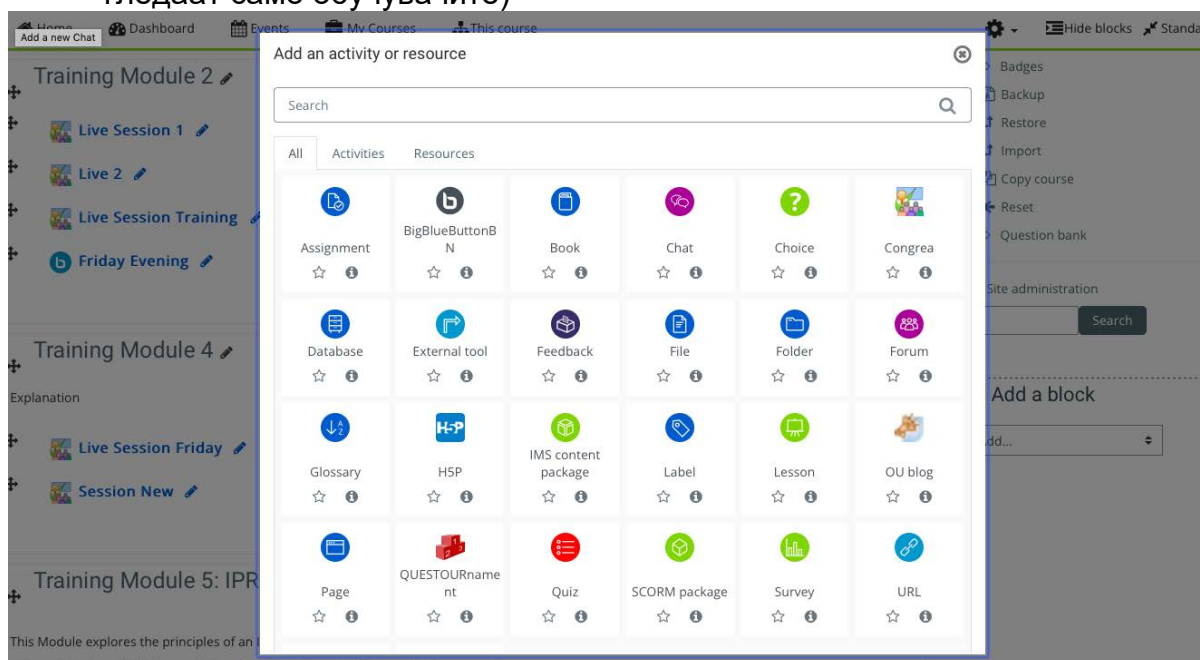 гледаат само обучувачите)
Home Dashboard Events My Courses This course Hide blocks Standa
Add a new Chat
Add an activity or resource
Search
All Activities Resources
Assignment BigBlueButtonB
N Book Chat Choice Congrea
Database External tool Feedback File Folder Forum
Glossary H5P IMS content
package Label Lesson OU blog
Page QUESTOURname
nt Quiz SCORM package Survey URL
Training Module 2
Live Session 1
Live 2
Live Session Training
Friday Evening
Training Module 4
Explanation
Live Session Friday
Session New
Training Module 5: IPR
This Module explores the principles of an
Badges
Backup
Restore
Import
Copy course
Reset
Question bank
Site administration
Search
Add a block
dd...